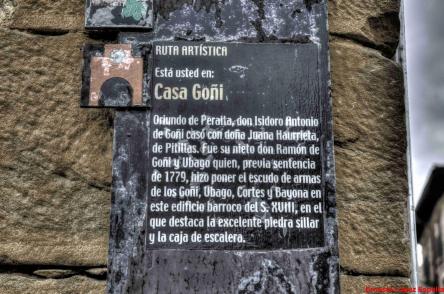 RUTA ARTÍSTICA
Está usted en:
Casa Goñi
Oriundo de Peralta, don Isidoro Antonio
de Goñi casó con doña Juana Haurrieta,
de Pitillas. Fue su nieto don Ramón de
Goñi y Ubago quien, previa sentencia
de 1779, hizo poner el escudo de armas
de los Goñi, Ubago, Cortes y Bayona en
este edificio barroco del S. XVIII, en el
que destaca la excelente piedra sillar
y la caja de escalera.